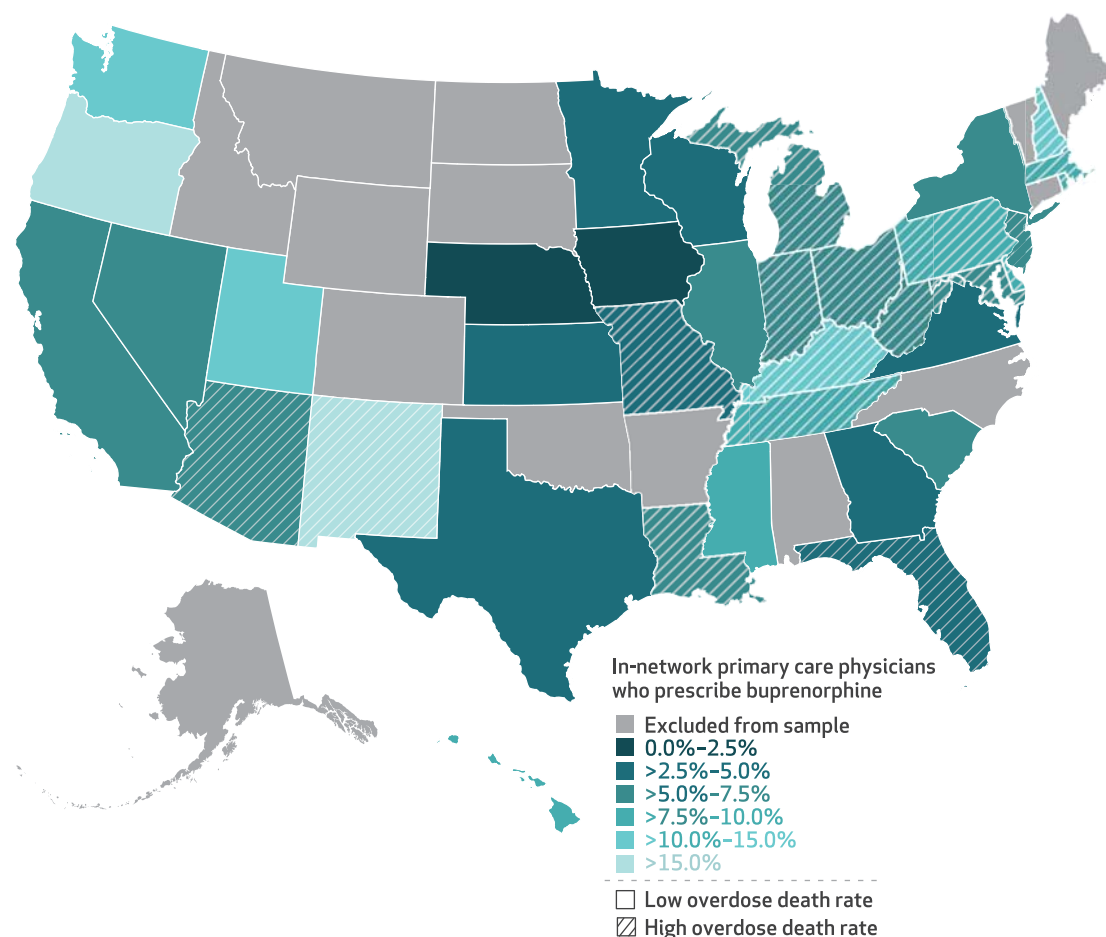 In-network primary care physicians
who prescribe buprenorphine
Excluded from sample
0.0%–2.5%
>2.5%–5.0%
>5.0%–7.5%
>7.5%–10.0%
>10.0%–15.0%
>15.0%
Low overdose death rate
High overdose death rate